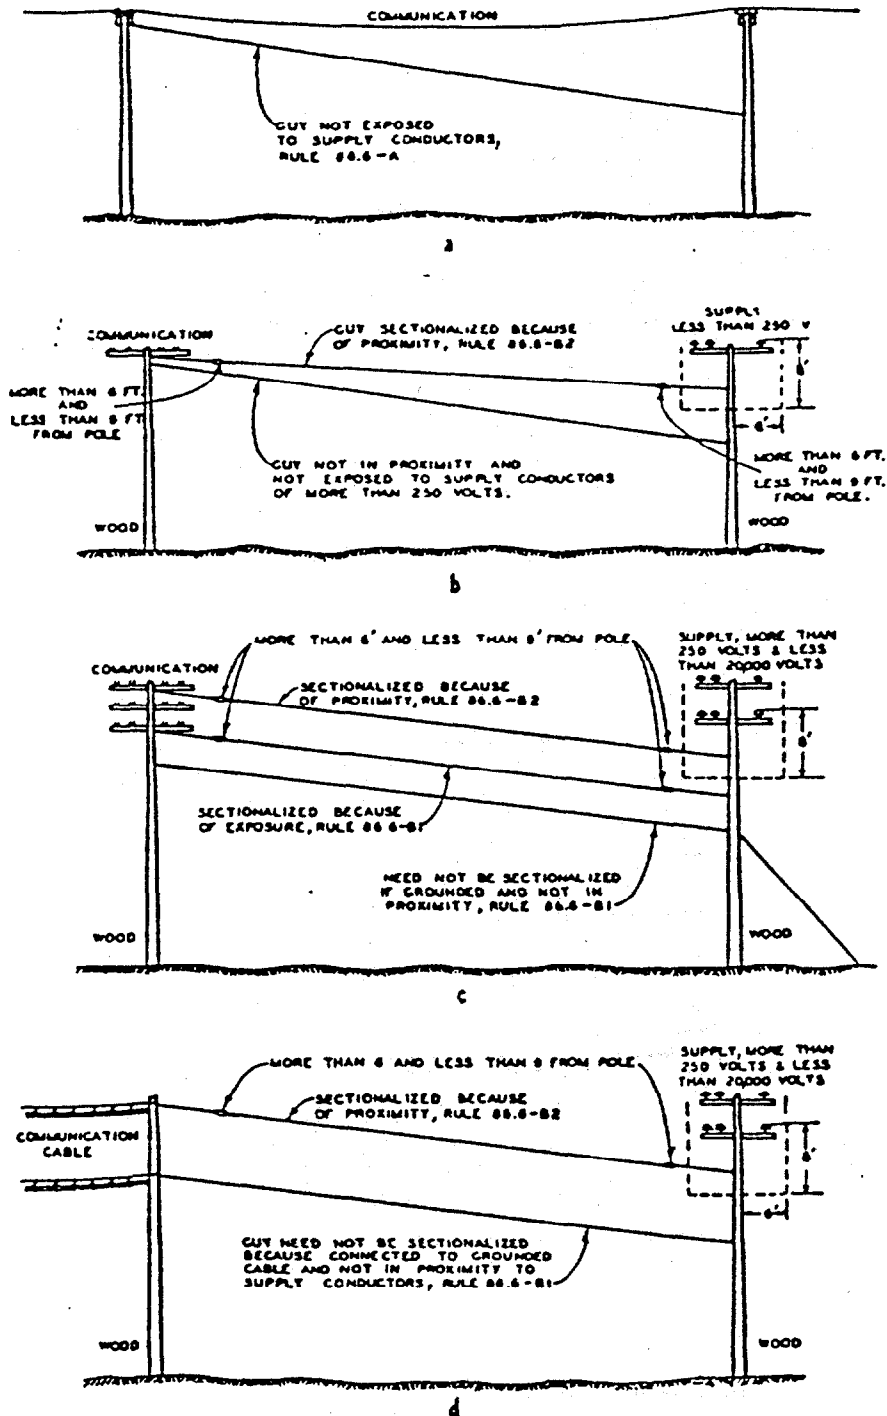 COMMUNICATION
GUY NOT EXPOSED
TO SUPPLY CONDUCTORS,
RULE 86.6-A
a
COMMUNICATION
GUY SECTIONALIZED BECAUSE
OF PROXIMITY, RULE 86.6-B2
SUPPLY
LESS THAN 250 V
8'
6'
MORE THAN 6 FT.
AND
LESS THAN 9 FT
FROM POLE
GUY NOT IN PROXIMITY AND
NOT EXPOSED TO SUPPLY CONDUCTORS
OF MORE THAN 250 VOLTS.
MORE THAN 6 FT.
AND
LESS THAN 9 FT.
FROM POLE.
WOOD
WOOD
b
MORE THAN 6' AND LESS THAN 9' FROM POLE
COMMUNICATION
SECTIONALIZED BECAUSE
OF PROXIMITY, RULE 86.6-B2
SUPPLY, MORE THAN
250 VOLTS & LESS
THAN 20,000 VOLTS
8'
SECTIONALIZED BECAUSE
OF EXPOSURE, RULE 86.6-B1
NEED NOT BE SECTIONALIZED
IF GROUNDED AND NOT IN
PROXIMITY, RULE 86.6-B1
WOOD
WOOD
c
MORE THAN 6 AND LESS THAN 9 FROM POLE
SECTIONALIZED BECAUSE
OF PROXIMITY, RULE 86.6-B2
SUPPLY, MORE THAN
250 VOLTS & LESS
THAN 20,000 VOLTS
8'
6'
COMMUNICATION
CABLE
GUY NEED NOT BE SECTIONALIZED
BECAUSE CONNECTED TO GROUNDED
CABLE AND NOT IN PROXIMITY TO
SUPPLY CONDUCTORS, RULE 86.6-B1
WOOD
WOOD
d